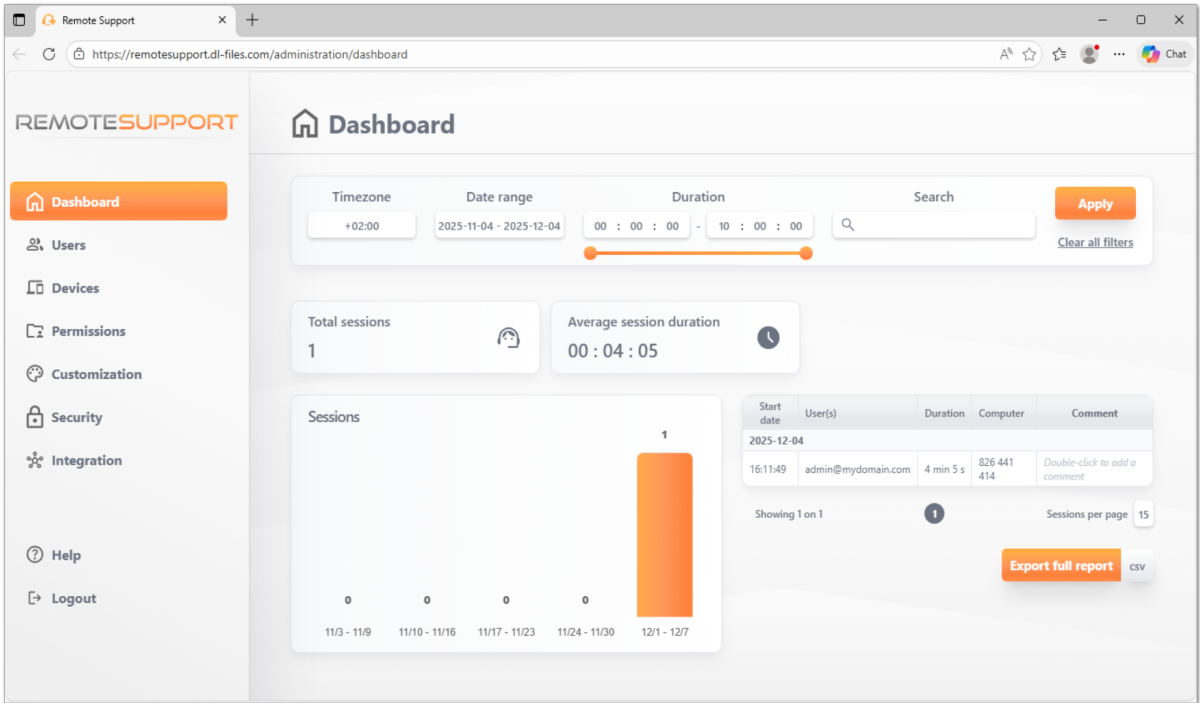 Remote Support
https://remotesupport.dl-files.com/administration/dashboard
Chat
REMOTESUPPORT
Dashboard
Users
Devices
Permissions
Customization
Security
Integration
Help
Logout
Dashboard
Timezone Date range Duration Search
+02:00 2025-11-04 - 2025-12-04 00 : 00 : 00 - 10 : 00 : 00 Apply
Clear all filters
Total sessions
1
Average session duration
00 : 04 : 05
Sessions
1
0 0 0 0
11/3 - 11/9 11/10 - 11/16 11/17 - 11/23 11/24 - 11/30 12/1 - 12/7
Start date User(s) Duration Computer Comment
2025-12-04
16:11:49 admin@mydomain.com 4 min 5 s 826 441 414 Double-click to add a comment
Showing 1 on 1 1 Sessions per page 15
Export full report csv